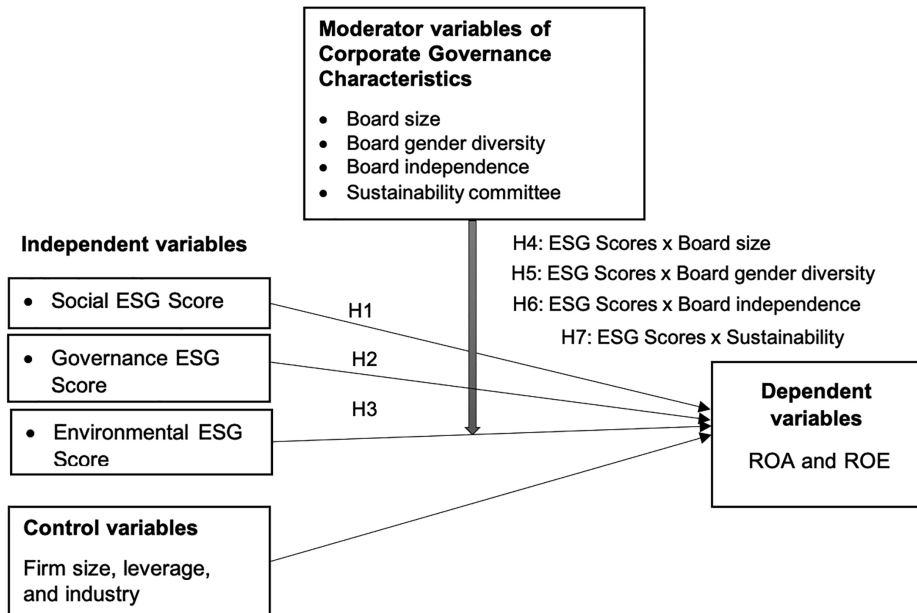 Moderator variables of
Corporate Governance
Characteristics
• Board size
• Board gender diversity
• Board independence
• Sustainability committee
Independent variables
• Social ESG Score
• Governance ESG
Score
• Environmental ESG
Score
Control variables
Firm size, leverage,
and industry
H1
H2
H3
H4: ESG Scores x Board size
H5: ESG Scores x Board gender diversity
H6: ESG Scores x Board independence
H7: ESG Scores x Sustainability
Dependent
variables
ROA and ROE